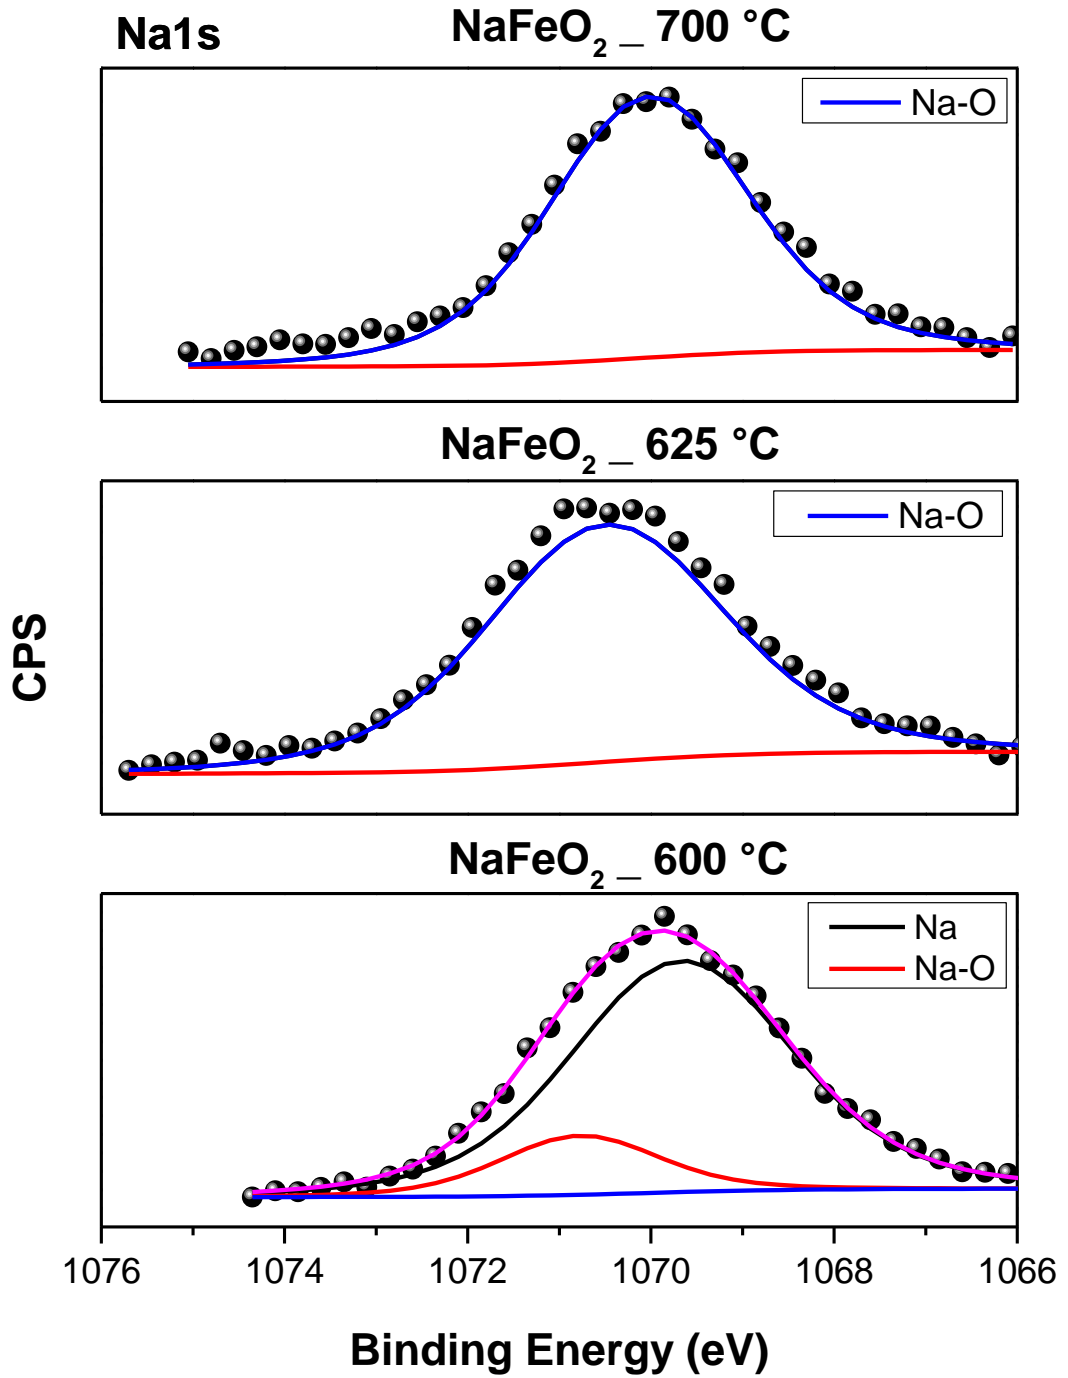 Na1s
NaFeO₂ _ 700 °C
Na-O
NaFeO₂ _ 625 °C
Na-O
CPS
NaFeO₂ _ 600 °C
Na
Na-O
1076 1074 1072 1070 1068 1066
Binding Energy (eV)